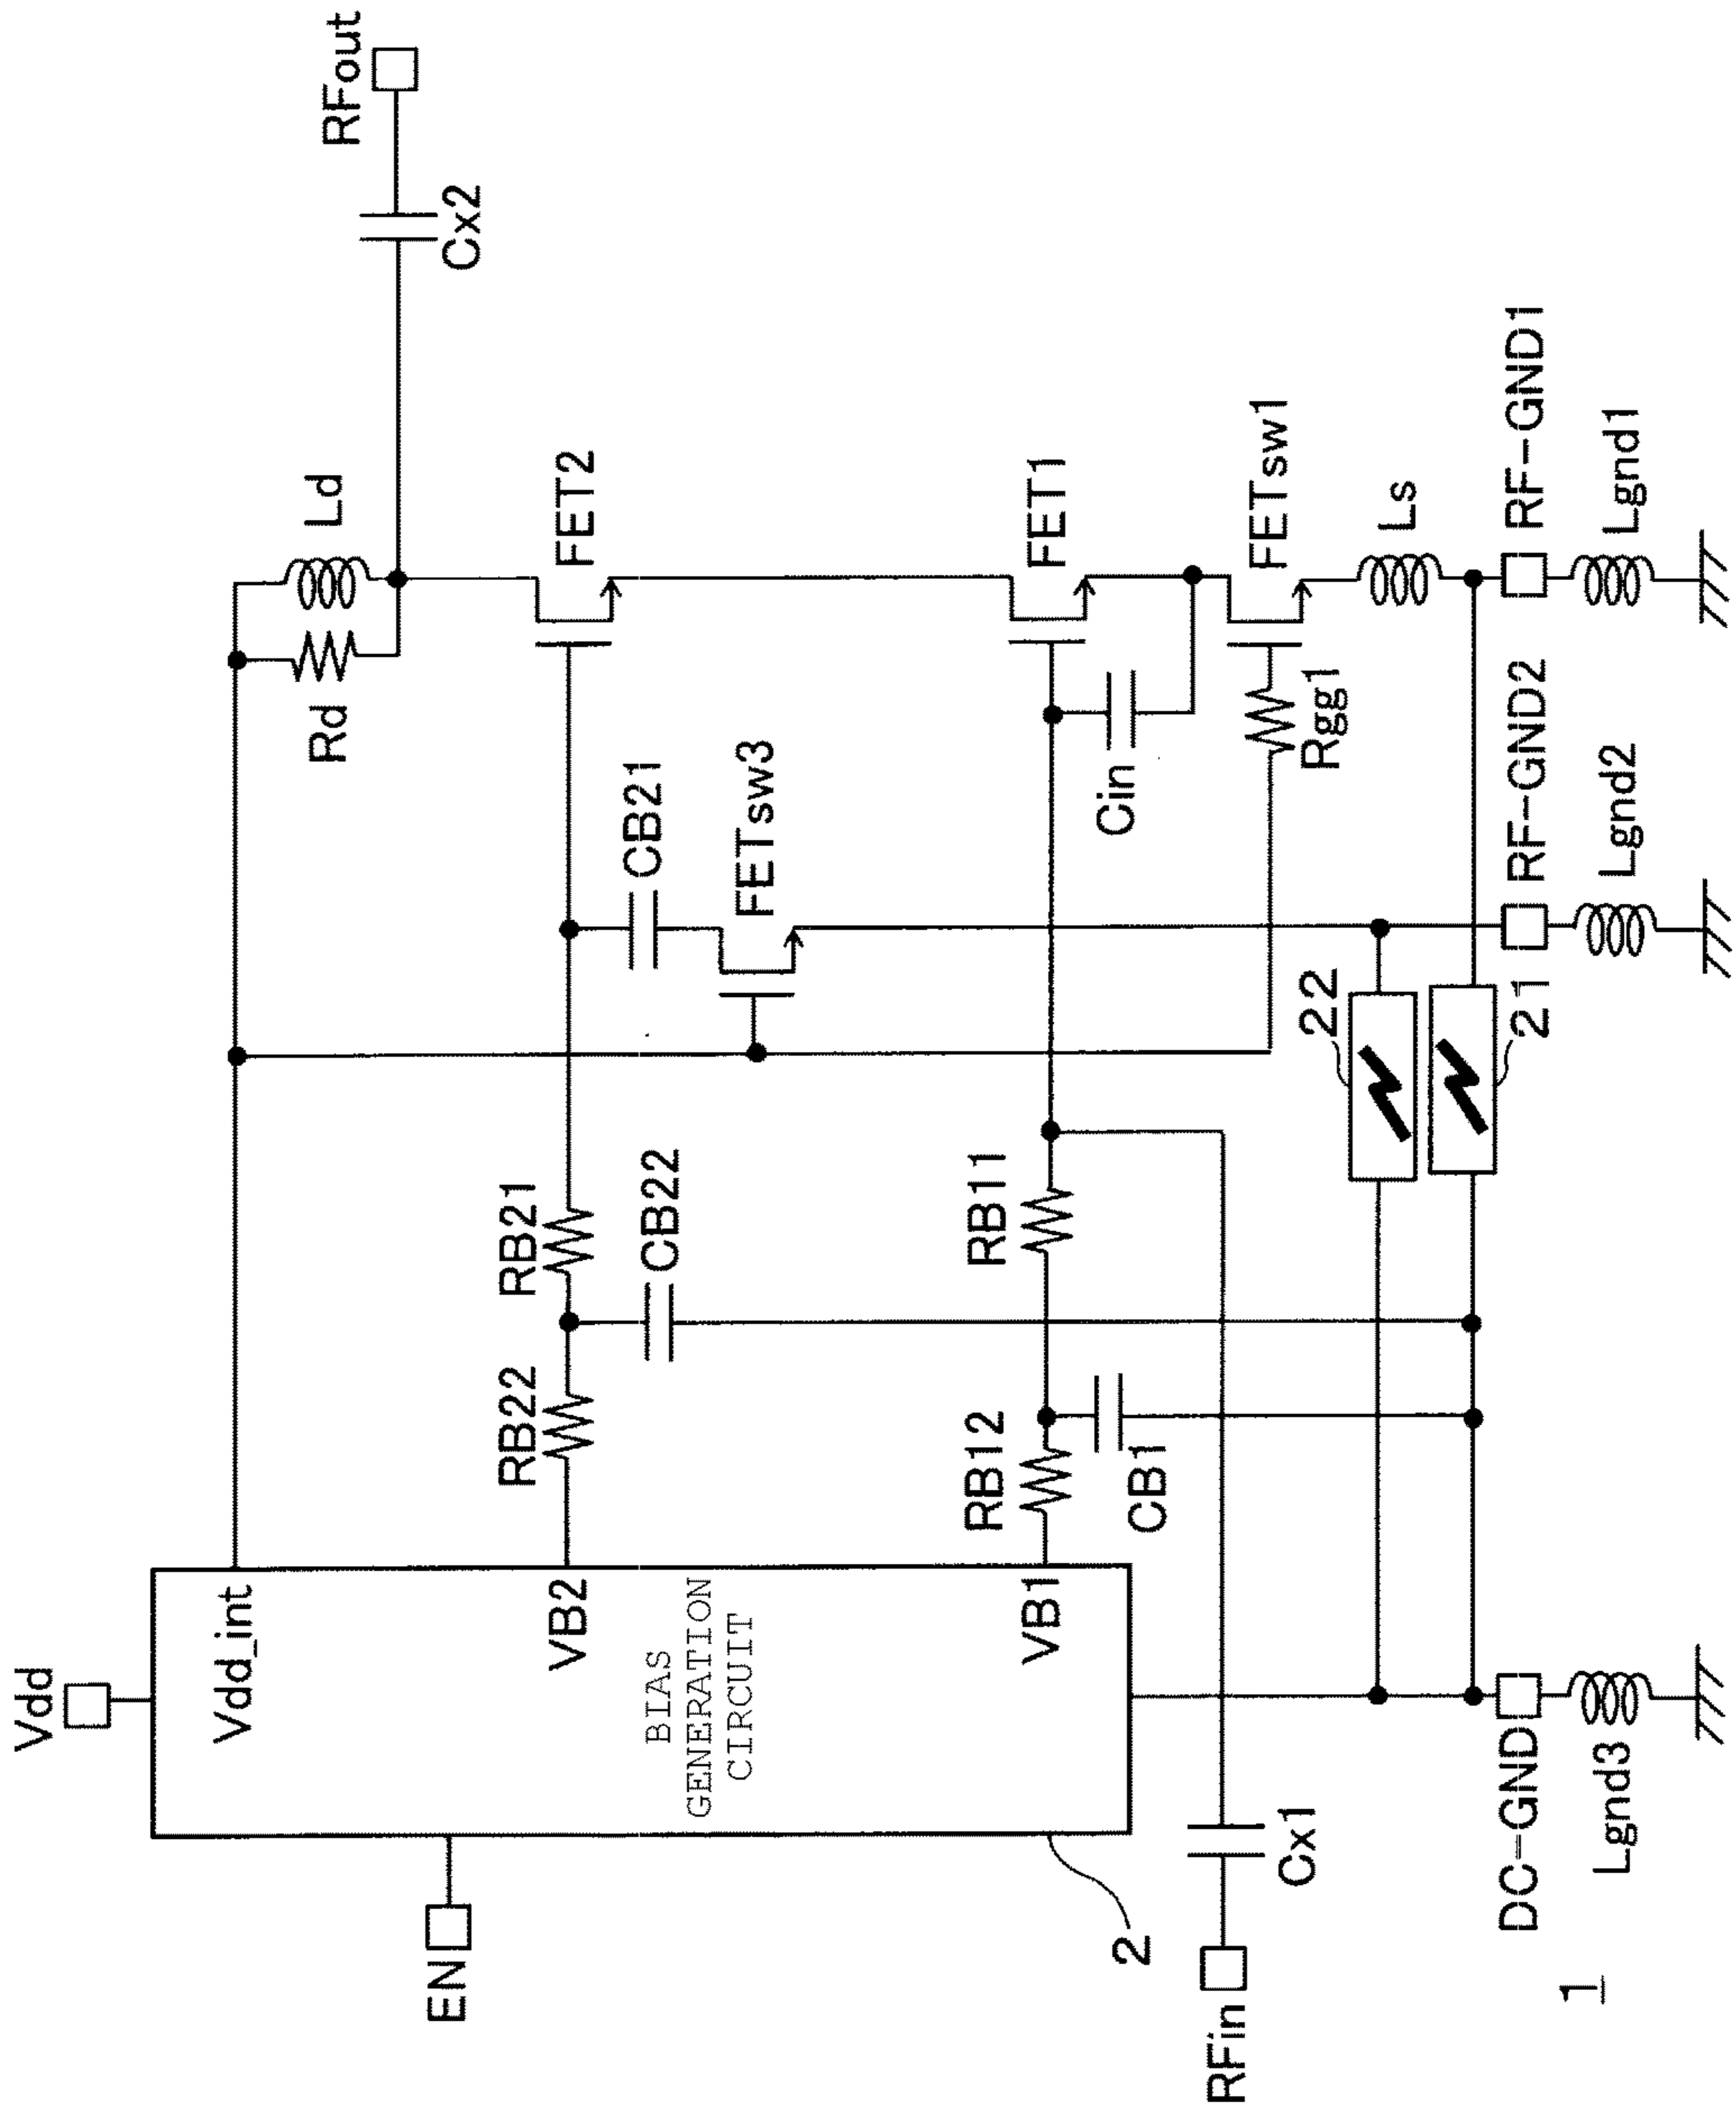 Vdd
EN
Vdd_int
VB2
BIAS
GENERATION
CIRCUIT
VB1
2
RFin
Cx1
RB22
RB21
CB22
RB12
RB11
CB1
CB21
FETsw3
Rd
Ld
RFout
Cx2
FET2
FET1
Cin
FETsw1
Rgg1
Ls
22
21
DC-GND
RF-GND2
RF-GND1
Lgnd3
Lgnd2
Lgnd1
1